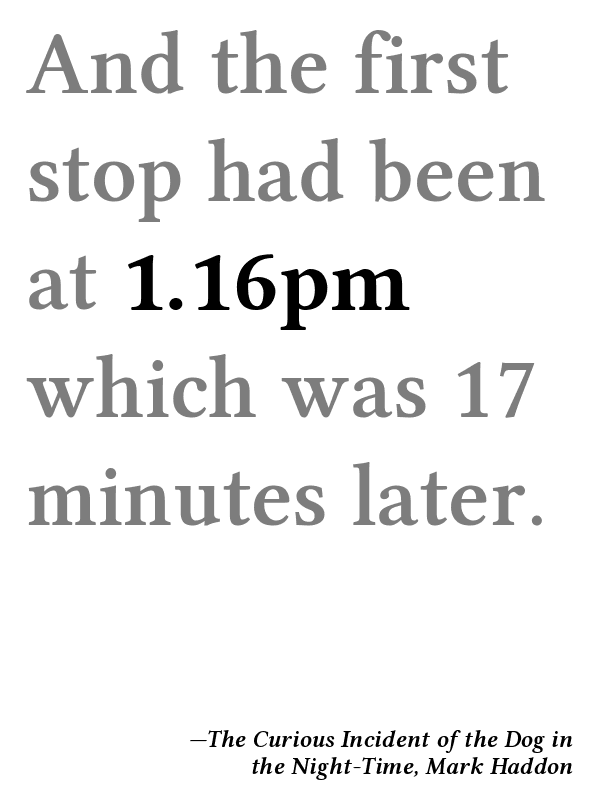 And the first
stop had been
at 1.16pm
which was 17
minutes later.
—The Curious Incident of the Dog in
the Night-Time, Mark Haddon